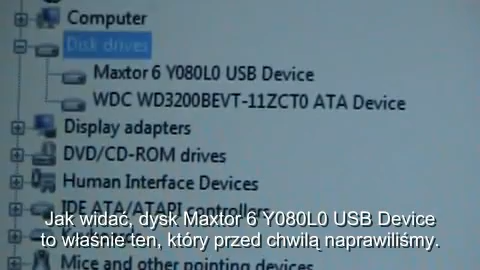 Computer
Disk drives
Maxtor 6 Y080L0 USB Device
WDC WD3200BEVT-11ZCT0 ATA Device
Display adapters
DVD/CD-ROM drives
Human Interface Devices
IDE ATA/ATAPI controllers
Jak widać, dysk Maxtor 6 Y080L0 USB Device
to właśnie ten, który przed chwilą naprawiliśmy.
Mice and other pointing devices